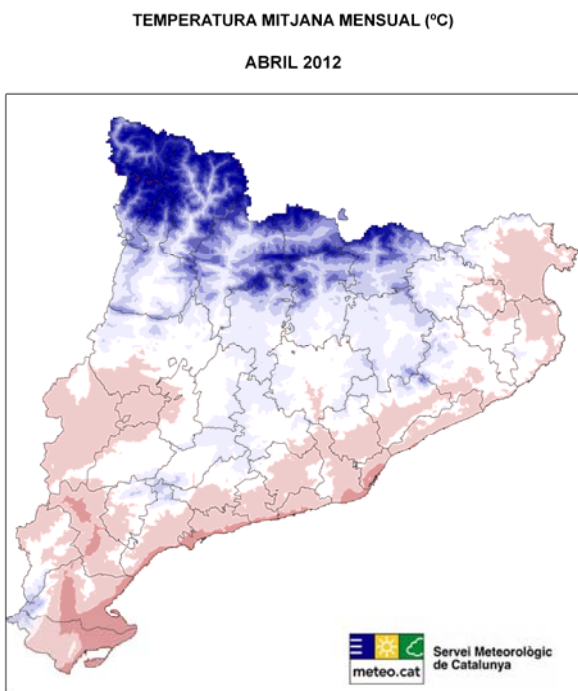 TEMPERATURA MITJANA MENSUAL (ºC)
ABRIL 2012
meteo.cat
Servei Meteorològic
de Catalunya